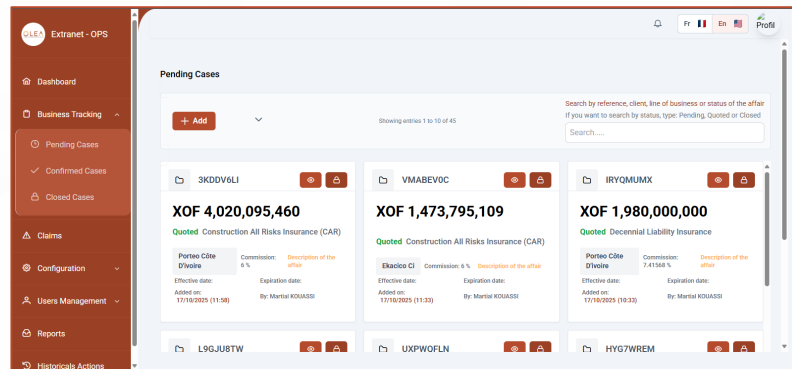 OLEA
Extranet - OPS
Fr
En
Profil
Dashboard
Business Tracking
Pending Cases
Confirmed Cases
Closed Cases
Claims
Configuration
Users Management
Reports
Historicals Actions
Pending Cases
+ Add
Showing entries 1 to 10 of 45
Search by reference, client, line of business or status of the affair
If you want to search by status, type: Pending, Quoted or Closed
Search.....
3KDDV6LI
XOF 4,020,095,460
Quoted Construction All Risks Insurance (CAR)
Porteo Côte
D'ivoire
Commission:
6 %
Description of the
affair
Effective date:
Expiration date:
Added on:
17/10/2025 (11:58)
By: Martial KOUASSI
VMABEV0C
XOF 1,473,795,109
Quoted Construction All Risks Insurance (CAR)
Ekacico CI
Commission: 6 %
Description of the affair
Effective date:
Expiration date:
Added on:
17/10/2025 (11:33)
By: Martial KOUASSI
IRYQMUMX
XOF 1,980,000,000
Quoted Decennial Liability Insurance
Porteo Côte
D'ivoire
Commission:
7.41568 %
Description of the
affair
Effective date:
Expiration date:
Added on:
17/10/2025 (10:33)
By: Martial KOUASSI
L9GJU8TW
UXPWOFLN
HYG7WREM